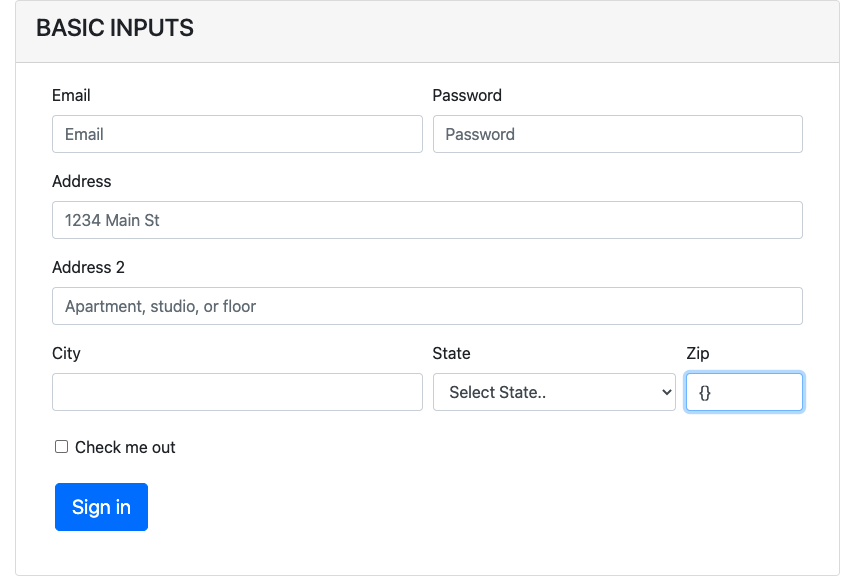 BASIC INPUTS
Email Password
Email Password
Address
1234 Main St
Address 2
Apartment, studio, or floor
City State Zip
Select State.. {}
Check me out
Sign in